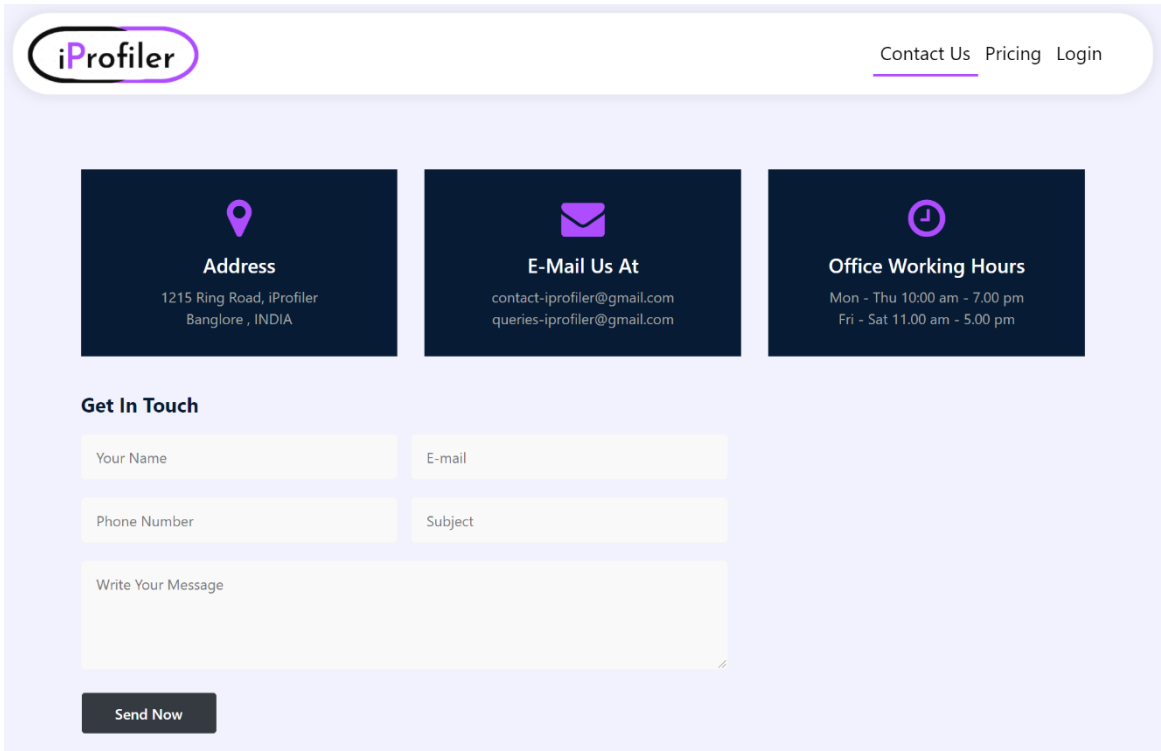 iProfiler
Contact Us Pricing Login
Address
1215 Ring Road, iProfiler
Banglore , INDIA
E-Mail Us At
contact-iprofiler@gmail.com
queries-iprofiler@gmail.com
Office Working Hours
Mon - Thu 10:00 am - 7.00 pm
Fri - Sat 11.00 am - 5.00 pm
Get In Touch
Your Name
E-mail
Phone Number
Subject
Write Your Message
Send Now